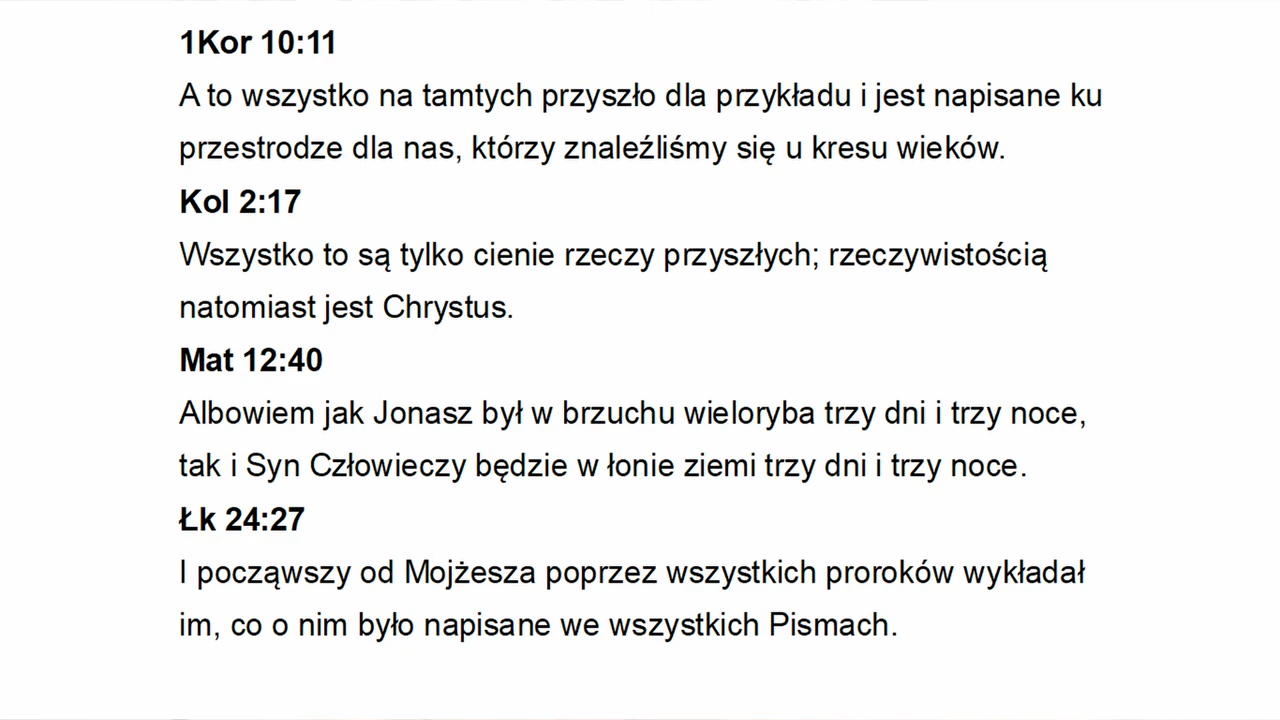 1Kor 10:11
A to wszystko na tamtych przyszło dla przykładu i jest napisane ku
przestrodze dla nas, którzy znaleźliśmy się u kresu wieków.
Kol 2:17
Wszystko to są tylko cienie rzeczy przyszłych; rzeczywistością
natomiast jest Chrystus.
Mat 12:40
Albowiem jak Jonasz był w brzuchu wieloryba trzy dni i trzy noce,
tak i Syn Człowieczy będzie w łonie ziemi trzy dni i trzy noce.
Łk 24:27
I począwszy od Mojżesza poprzez wszystkich proroków wykładał
im, co o nim było napisane we wszystkich Pismach.